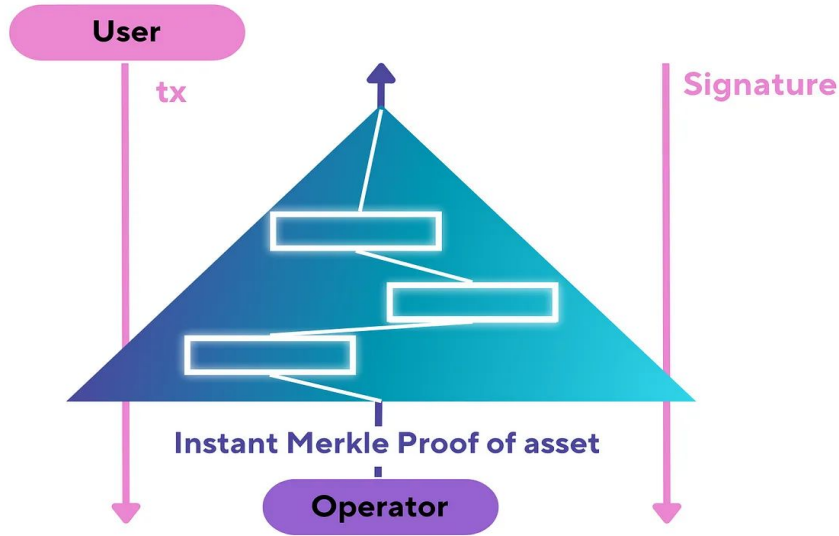 User
tx
Signature
Instant Merkle Proof of asset
Operator